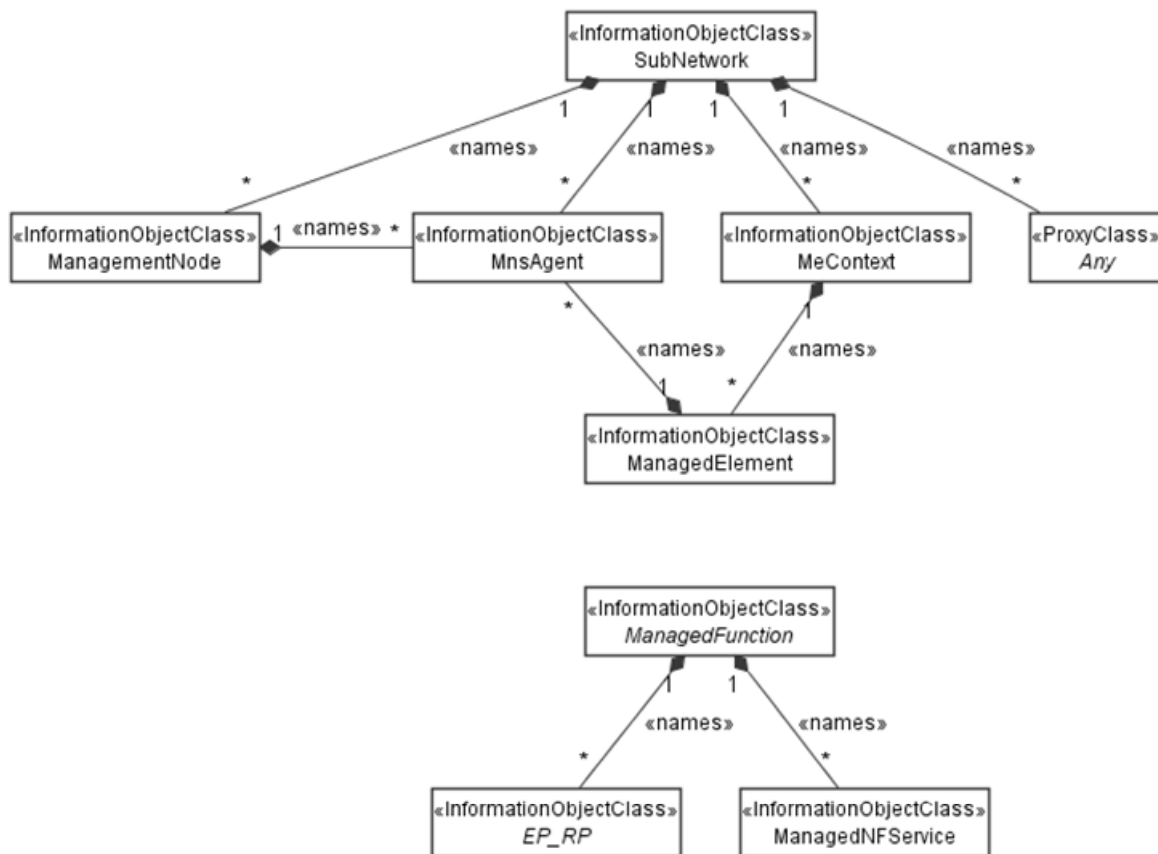 «InformationObjectClass»
SubNetwork
1
1
1
1
«names»
«names»
«names»
«names»
*
*
*
*
«InformationObjectClass»
ManagementNode
1
«names»
*
«InformationObjectClass»
MnsAgent
«InformationObjectClass»
MeContext
«ProxyClass»
Any
*
1
«names»
«names»
1
*
«InformationObjectClass»
ManagedElement
«InformationObjectClass»
ManagedFunction
1
1
«names»
«names»
*
*
«InformationObjectClass»
EP_RP
«InformationObjectClass»
ManagedNFService